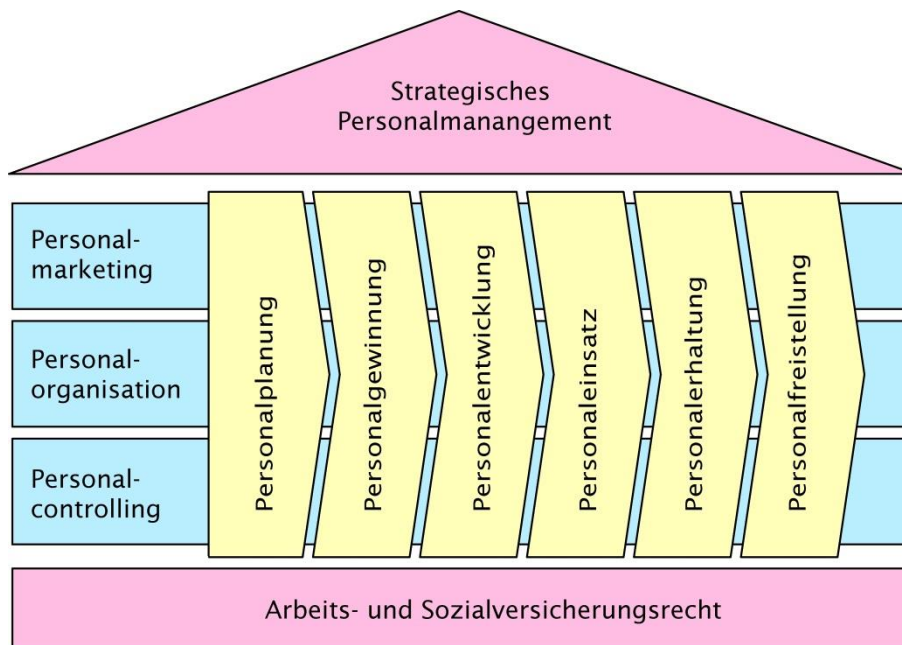 Strategisches
Personalmanangement
Personal-
marketing
Personal-
organisation
Personal-
controlling
Personalplanung
Personalgewinnung
Personalentwicklung
Personaleinsatz
Personalerhaltung
Personalfreistellung
Arbeits- und Sozialversicherungsrecht